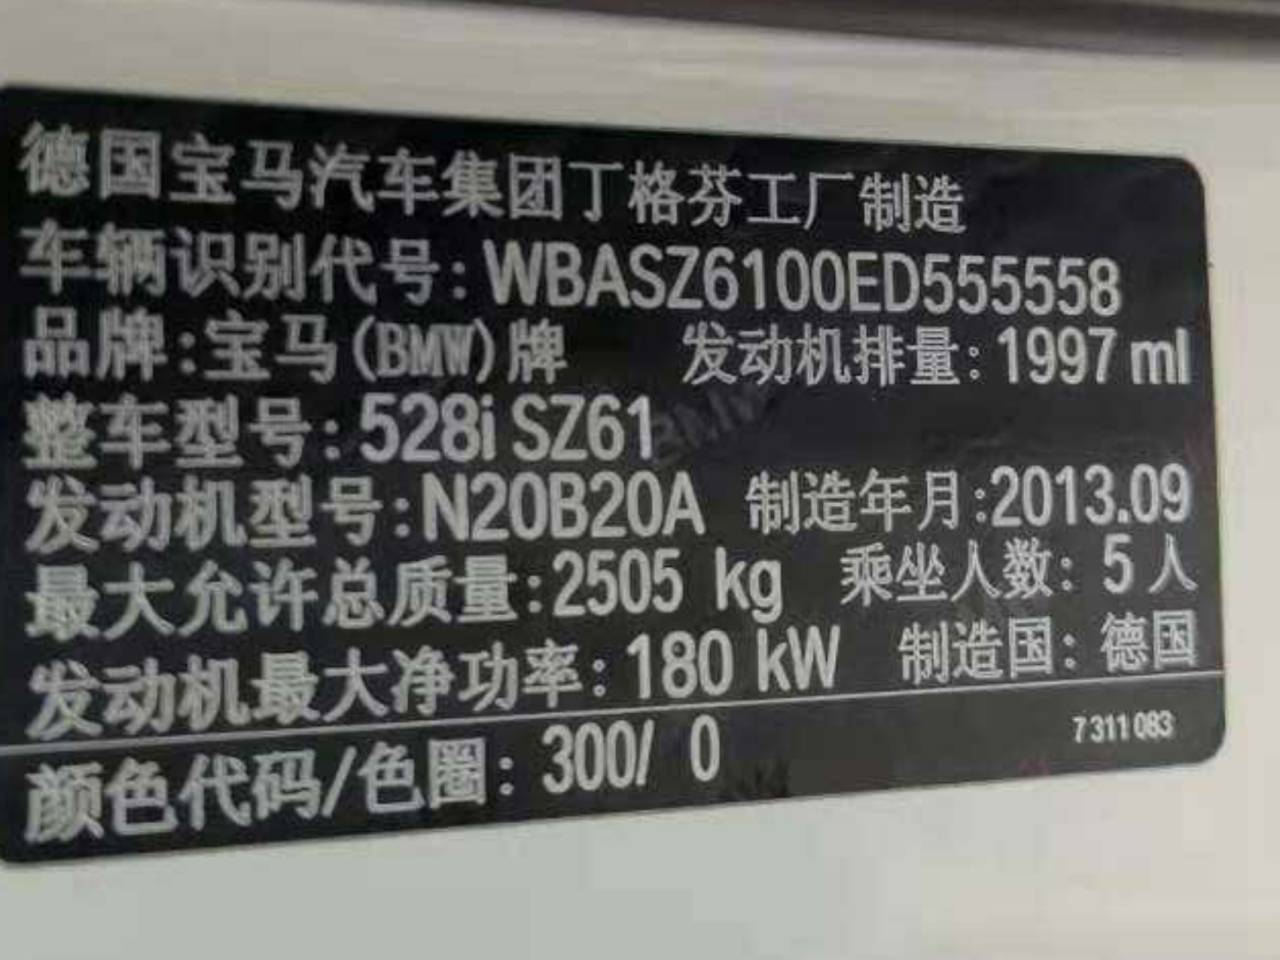 德国宝马汽车集团丁格芬工厂制造
车辆识别代号:WBASZ6100ED555558
品牌:宝马(BMW)牌 发动机排量:1997 ml
整车型号:528i SZ61
发动机型号:N20B20A 制造年月:2013.09
最大允许总质量:2505 kg 乘坐人数:5人
发动机最大净功率:180 kW 制造国:德国
7311083
颜色代码/色圈:300/ 0